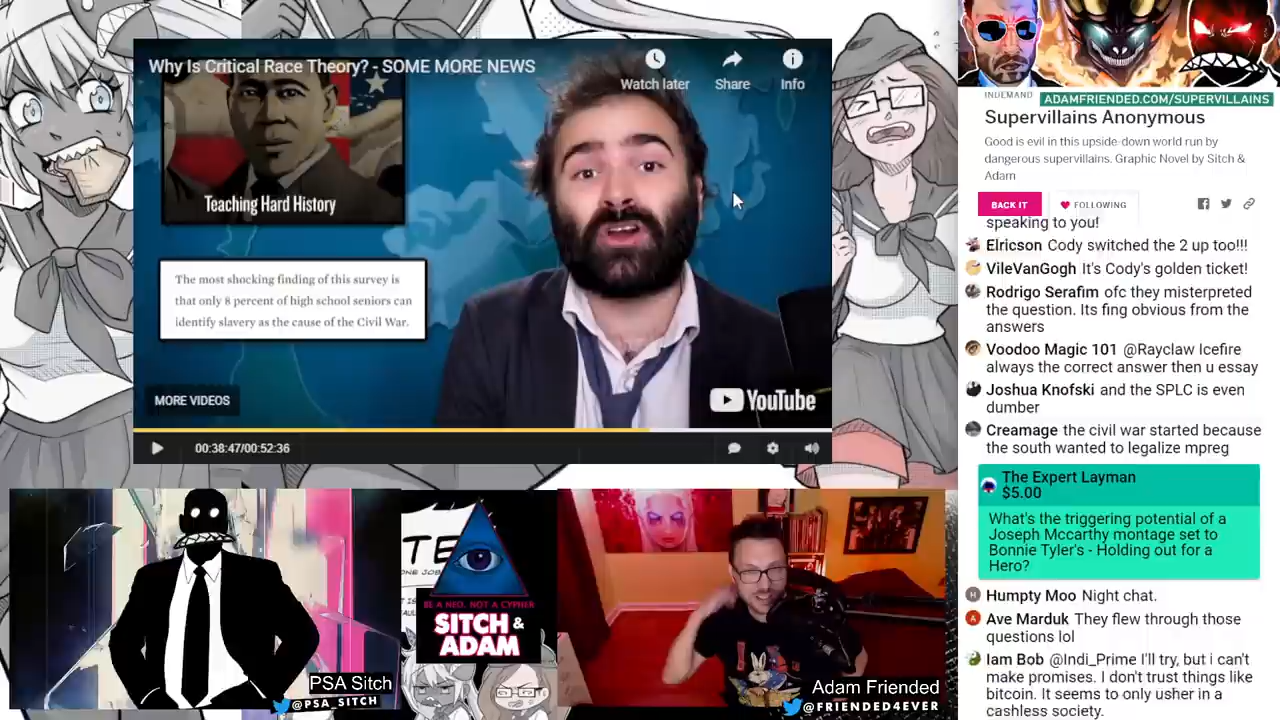 Why Is Critical Race Theory? - SOME MORE NEWS
Watch later
Share
Info
Teaching Hard History
The most shocking finding of this survey is
that only 8 percent of high school seniors can
identify slavery as the cause of the Civil War.
MORE VIDEOS
YouTube
00:38:47/00:52:36
PSA Sitch
@PSA_SITCH
BE A NEO, NOT A CYPHER
SITCH &
ADAM
Adam Friended
@FRIENDED4EVER
INDEMAND
ADAMFRIENDED.COM/SUPERVILLAINS
Supervillains Anonymous
Good is evil in this upside-down world run by
dangerous supervillains. Graphic Novel by Sitch &
Adam
BACK IT
FOLLOWING
speaking to you!
Elricson Cody switched the 2 up too!!!
VileVanGogh It's Cody's golden ticket!
Rodrigo Serafim ofc they misterpreted
the question. Its fing obvious from the
answers
Voodoo Magic 101 @Rayclaw Icefire
always the correct answer then u essay
Joshua Knofski and the SPLC is even
dumber
Creamage the civil war started because
the south wanted to legalize mpreg
The Expert Layman
$5.00
What's the triggering potential of a
Joseph Mccarthy montage set to
Bonnie Tyler's - Holding out for a
Hero?
Humpty Moo Night chat.
Ave Marduk They flew through those
questions lol
Iam Bob @Indi_Prime I'll try, but i can't
make promises. I don't trust things like
bitcoin. It seems to only usher in a
cashless society.